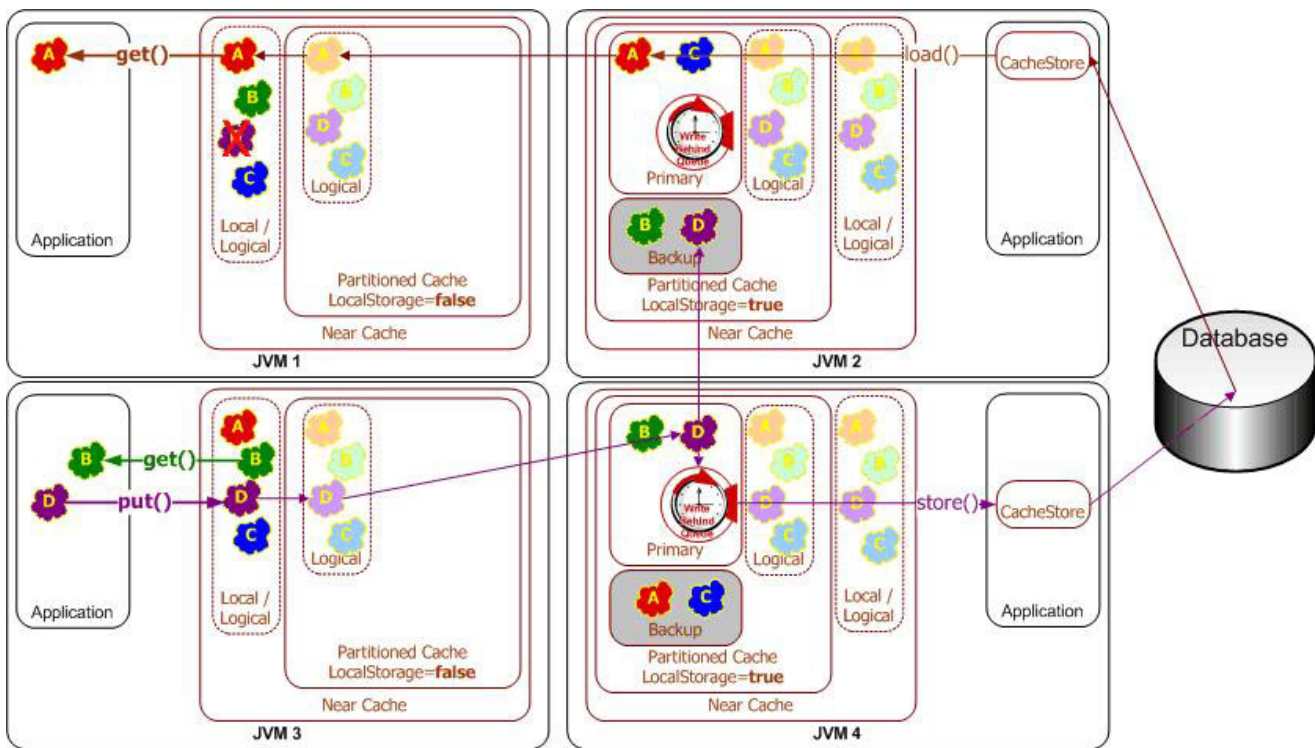 A
get()
A
A
B
B
D
D
C
C
Logical
Application
Local /
Logical
Partitioned Cache
LocalStorage=false
Near Cache
JVM 1
A
C
A
A
load()
CacheStore
B
B
Write
Behind
Queue
D
D
C
C
Primary
Logical
B
D
Local /
Logical
Application
Backup
Partitioned Cache
LocalStorage=true
Near Cache
JVM 2
Database
A
A
B
get()
B
B
D
put()
D
D
C
C
Logical
Application
Local /
Logical
Partitioned Cache
LocalStorage=false
Near Cache
JVM 3
B
D
A
A
B
B
Write
Behind
Queue
D
D
store()
CacheStore
C
C
Primary
Logical
A
C
Local /
Logical
Application
Backup
Partitioned Cache
LocalStorage=true
Near Cache
JVM 4